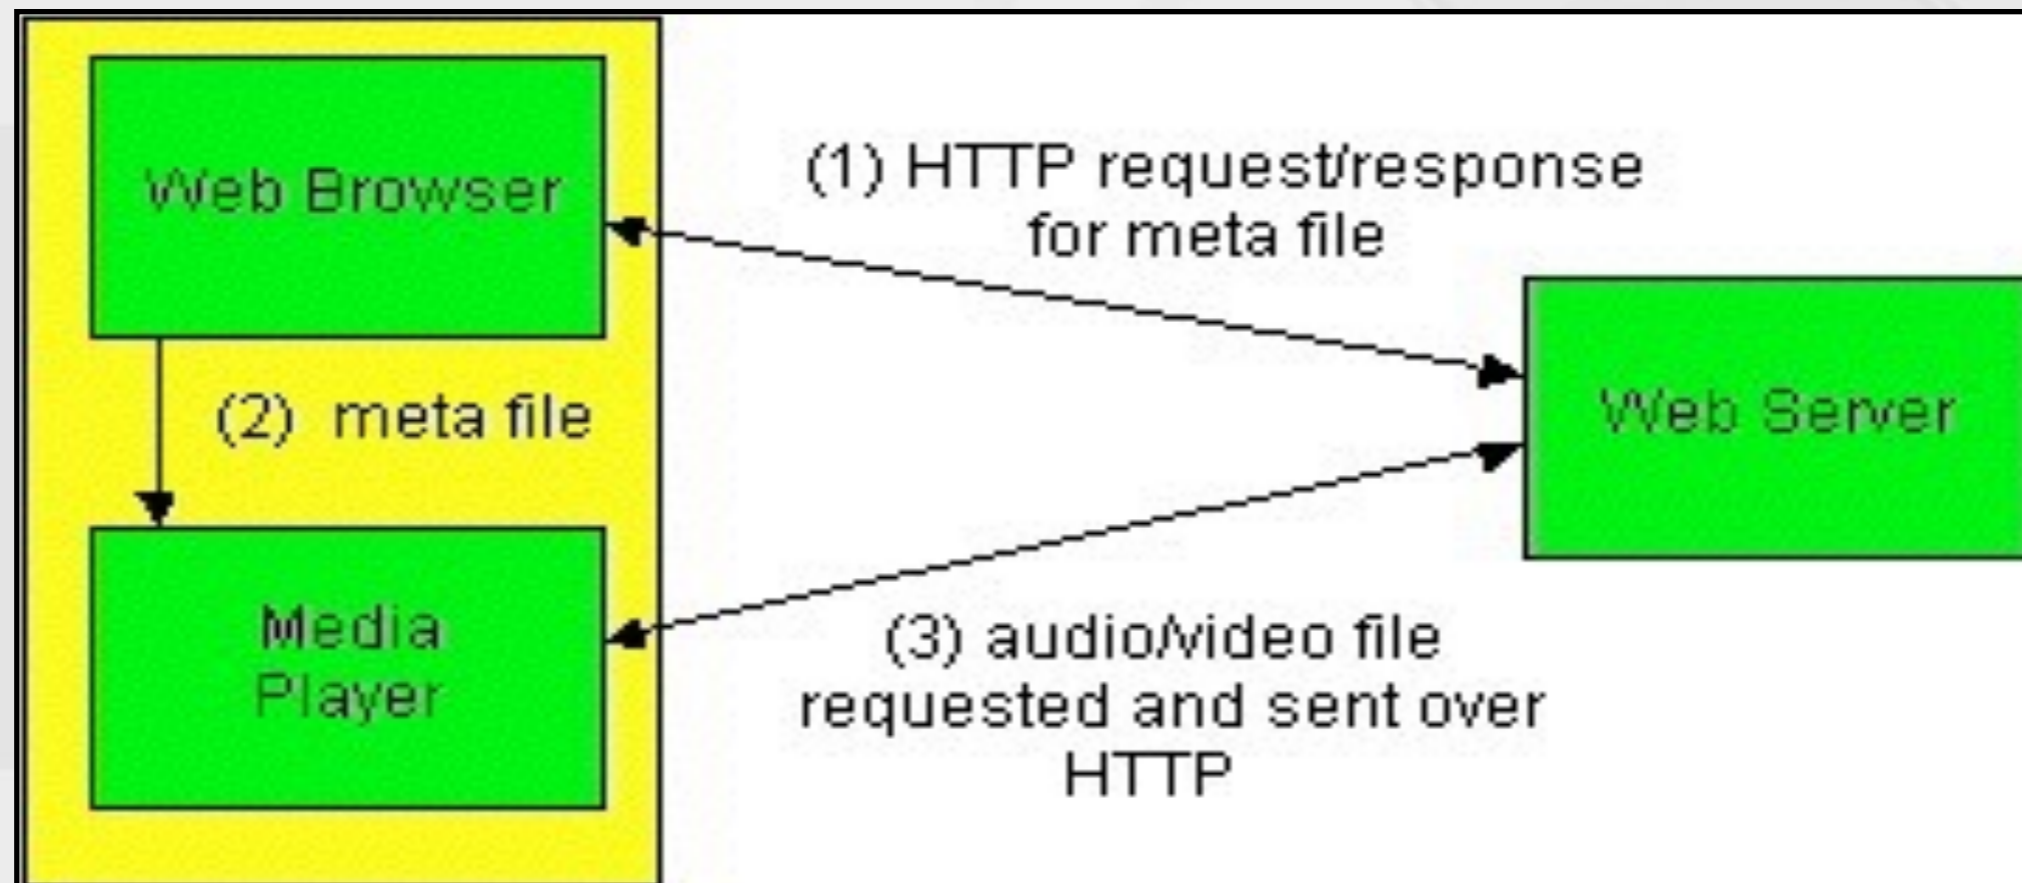 Web Browser
(1) HTTP request/response
for meta file
(2) meta file
Web Server
Media
Player
(3) audio/video file
requested and sent over
HTTP